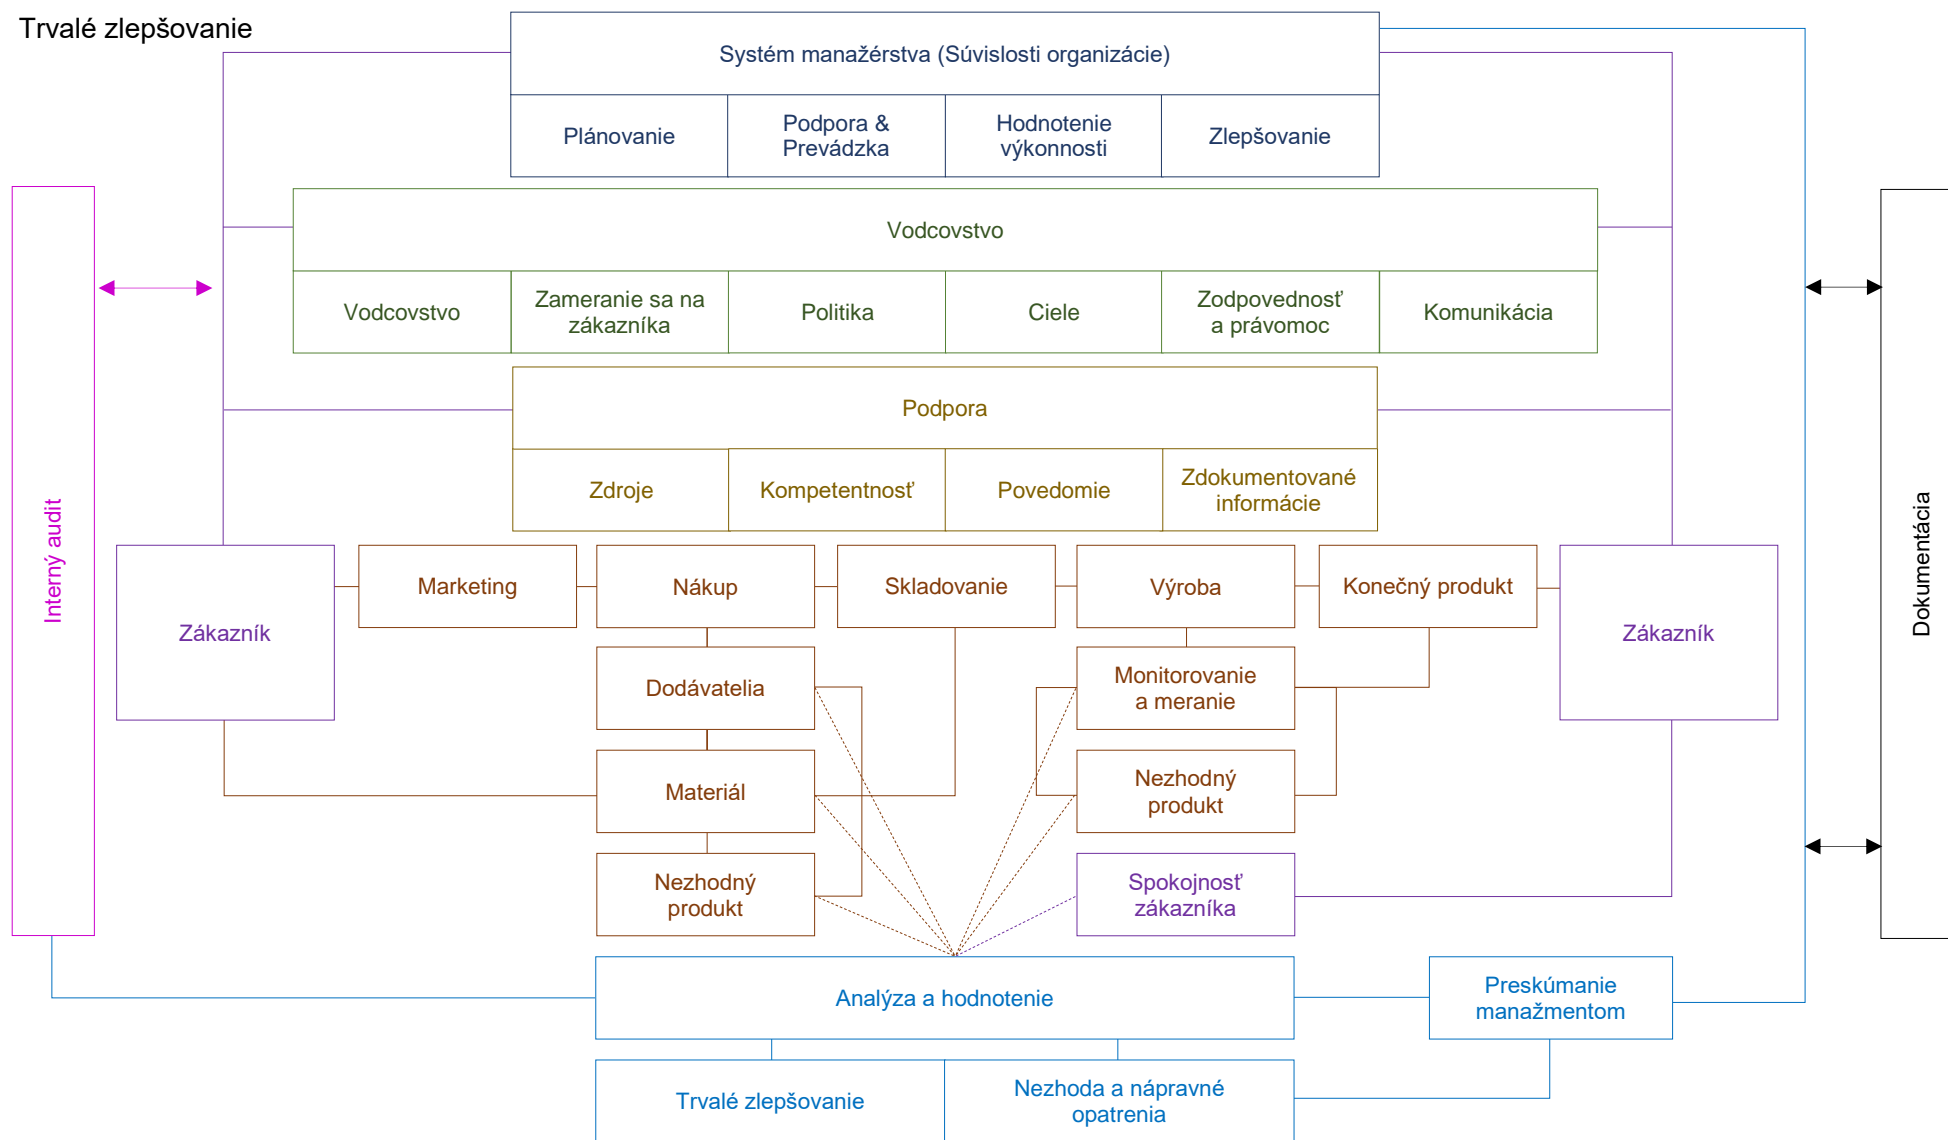 Trvalé zlepšovanie
Systém manažérstva (Súvislosti organizácie)
Plánovanie
Podpora &
Prevádzka
Hodnotenie
výkonnosti
Zlepšovanie
Vodcovstvo
Vodcovstvo
Zameranie sa na
zákazníka
Politika
Ciele
Zodpovednosť
a právomoc
Komunikácia
Podpora
Zdroje
Kompetentnosť
Povedomie
Zdokumentované
informácie
Interný audit
Zákazník
Marketing
Nákup
Skladovanie
Výroba
Konečný produkt
Zákazník
Dokumentácia
Dodávatelia
Monitorovanie
a meranie
Materiál
Nezhodný
produkt
Nezhodný
produkt
Spokojnosť
zákazníka
Analýza a hodnotenie
Preskúmanie
manažmentom
Trvalé zlepšovanie
Nezhoda a nápravné
opatrenia